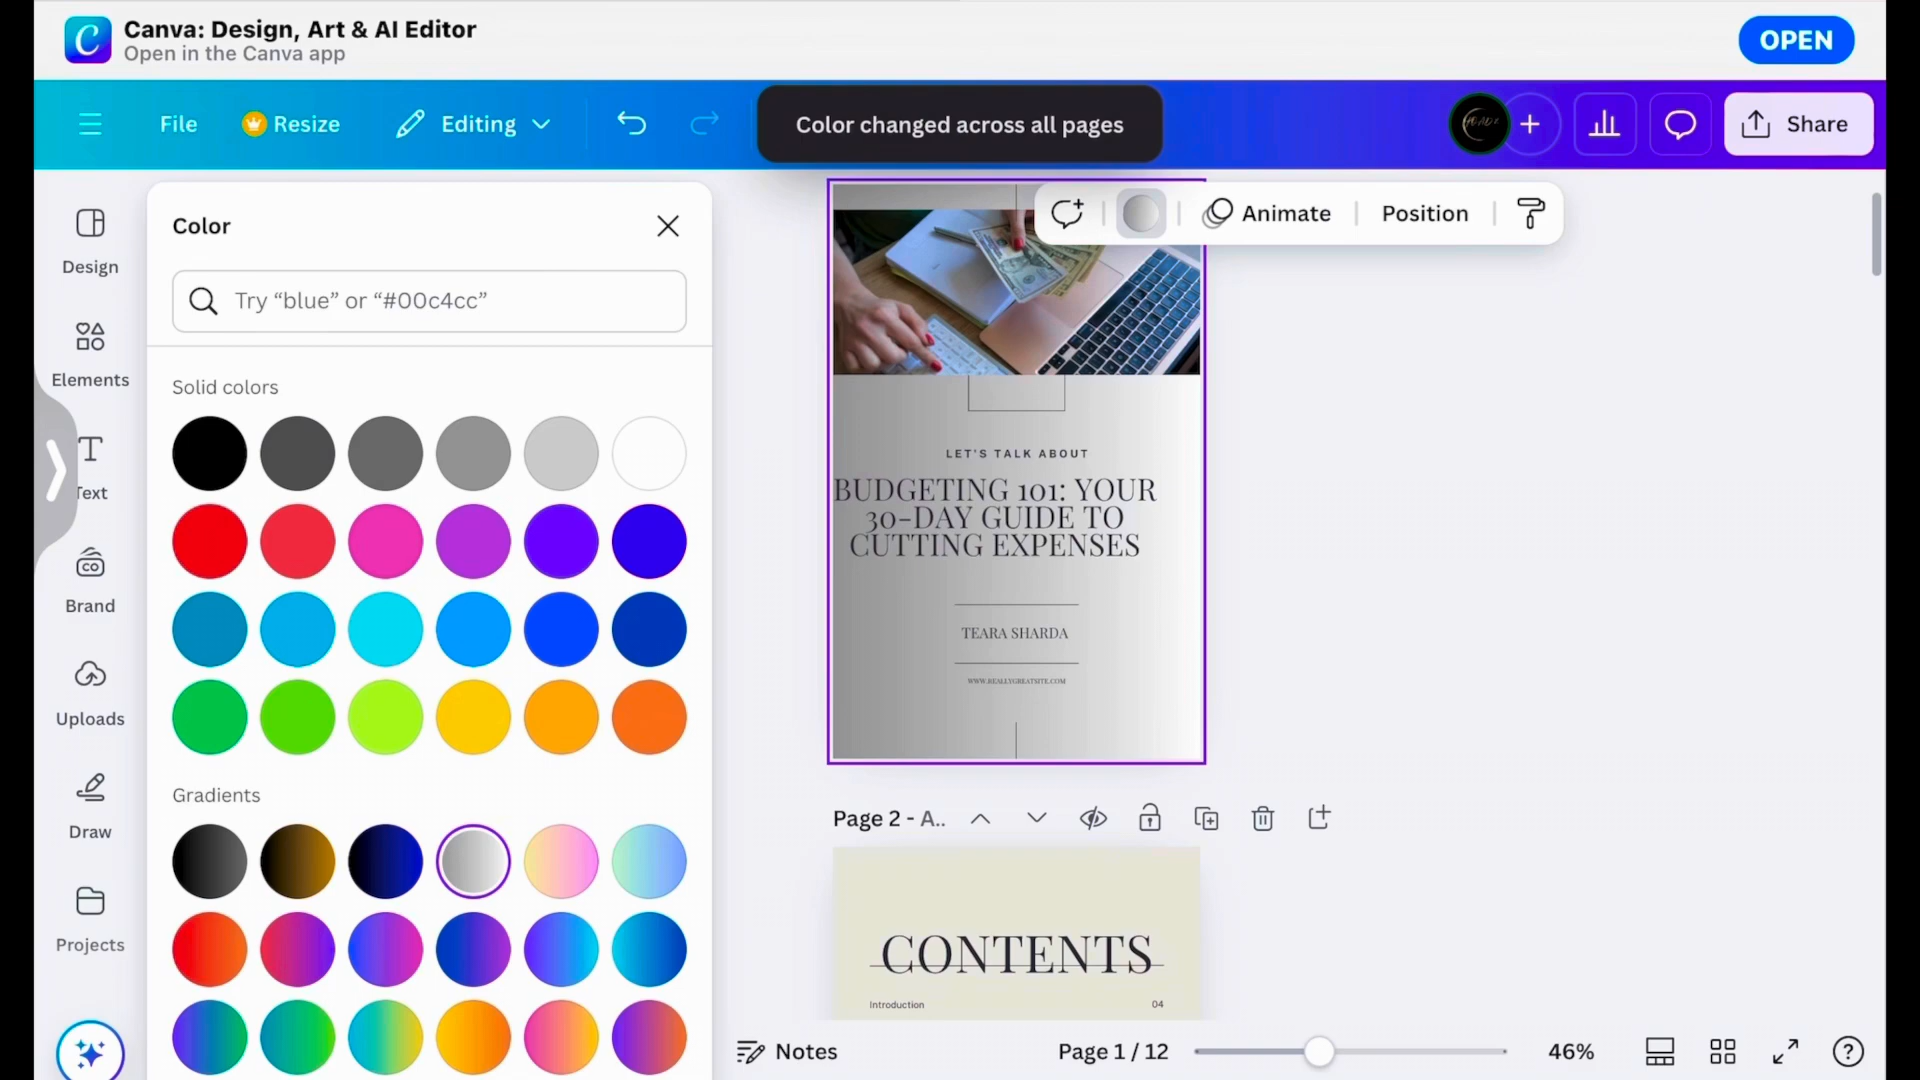 Canva: Design, Art & AI Editor
Open in the Canva app
OPEN
File
Resize
Editing
Color changed across all pages
Share
Design
Elements
Text
Brand
Uploads
Draw
Projects
Color
Try “blue” or “#00c4cc”
Solid colors
Gradients
Animate
Position
LET'S TALK ABOUT
BUDGETING 101: YOUR
30-DAY GUIDE TO
CUTTING EXPENSES
TEARA SHARDA
WWW.REALLYGREATSITE.COM
Page 2 - A..
CONTENTS
Introduction 04
Notes
Page 1 / 12
46%